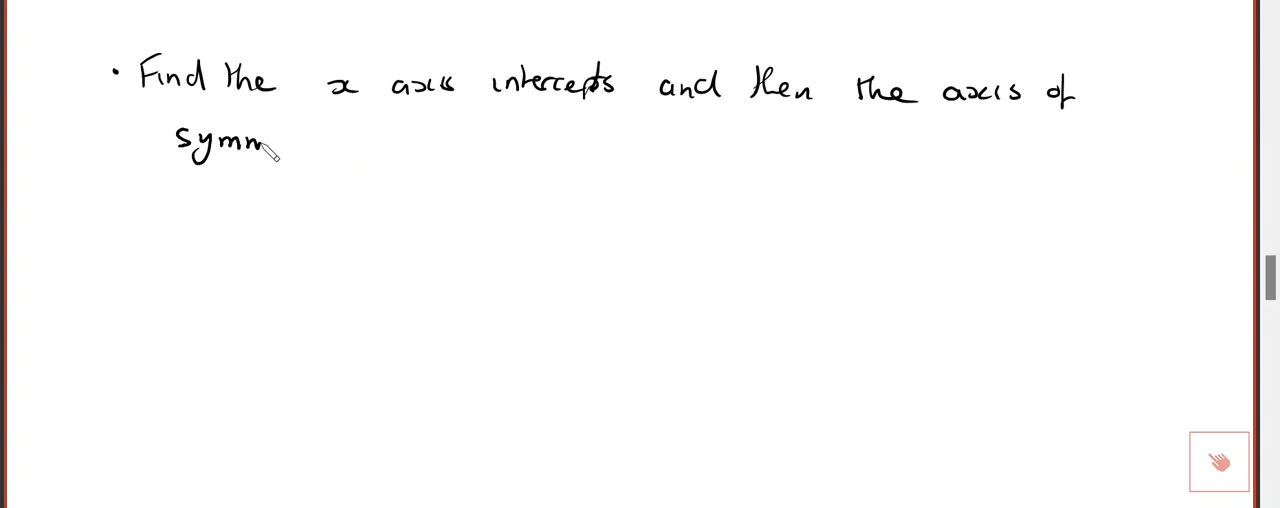 • Find the x axis intercepts and then the axis of
symm